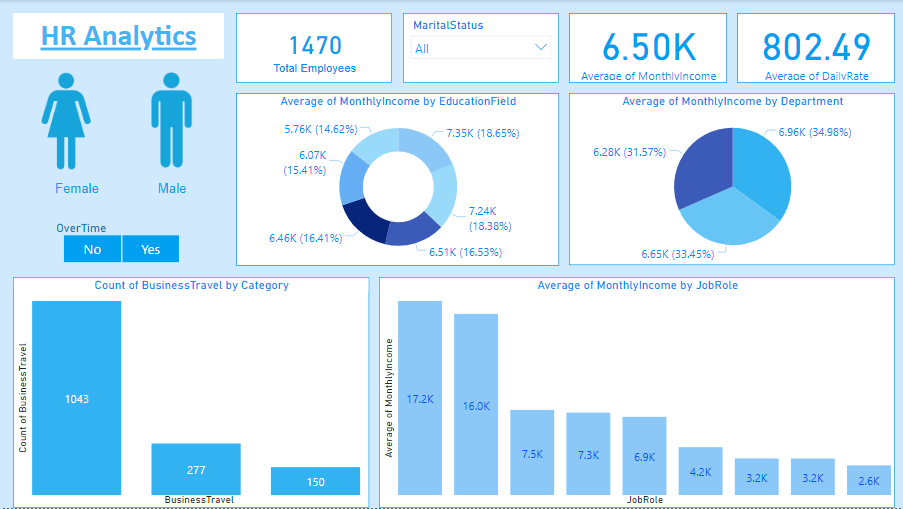 HR Analytics
1470
Total Employees
MaritalStatus
All
6.50K
Average of MonthlyIncome
802.49
Average of DailyRate
Female
Male
OverTime
No
Yes
Average of MonthlyIncome by EducationField
5.76K (14.62%)
7.35K (18.65%)
6.07K
(15.41%)
7.24K
(18.38%)
6.46K (16.41%)
6.51K (16.53%)
Average of MonthlyIncome by Department
6.96K (34.98%)
6.28K (31.57%)
6.65K (33.45%)
Count of BusinessTravel by Category
Count of BusinessTravel
1043
277
150
BusinessTravel
Average of MonthlyIncome by JobRole
Average of MonthlyIncome
17.2K
16.0K
7.5K
7.3K
6.9K
4.2K
3.2K
3.2K
2.6K
JobRole